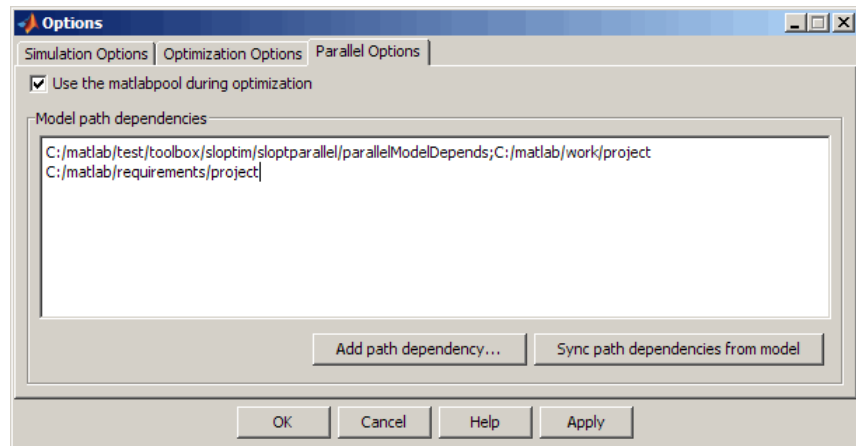 Options
Simulation Options Optimization Options Parallel Options
Use the matlabpool during optimization
Model path dependencies
C:/matlab/test/toolbox/sloptim/sloptparallel/parallelModelDepends;C:/matlab/work/project
C:/matlab/requirements/project
Add path dependency... Sync path dependencies from model
OK Cancel Help Apply